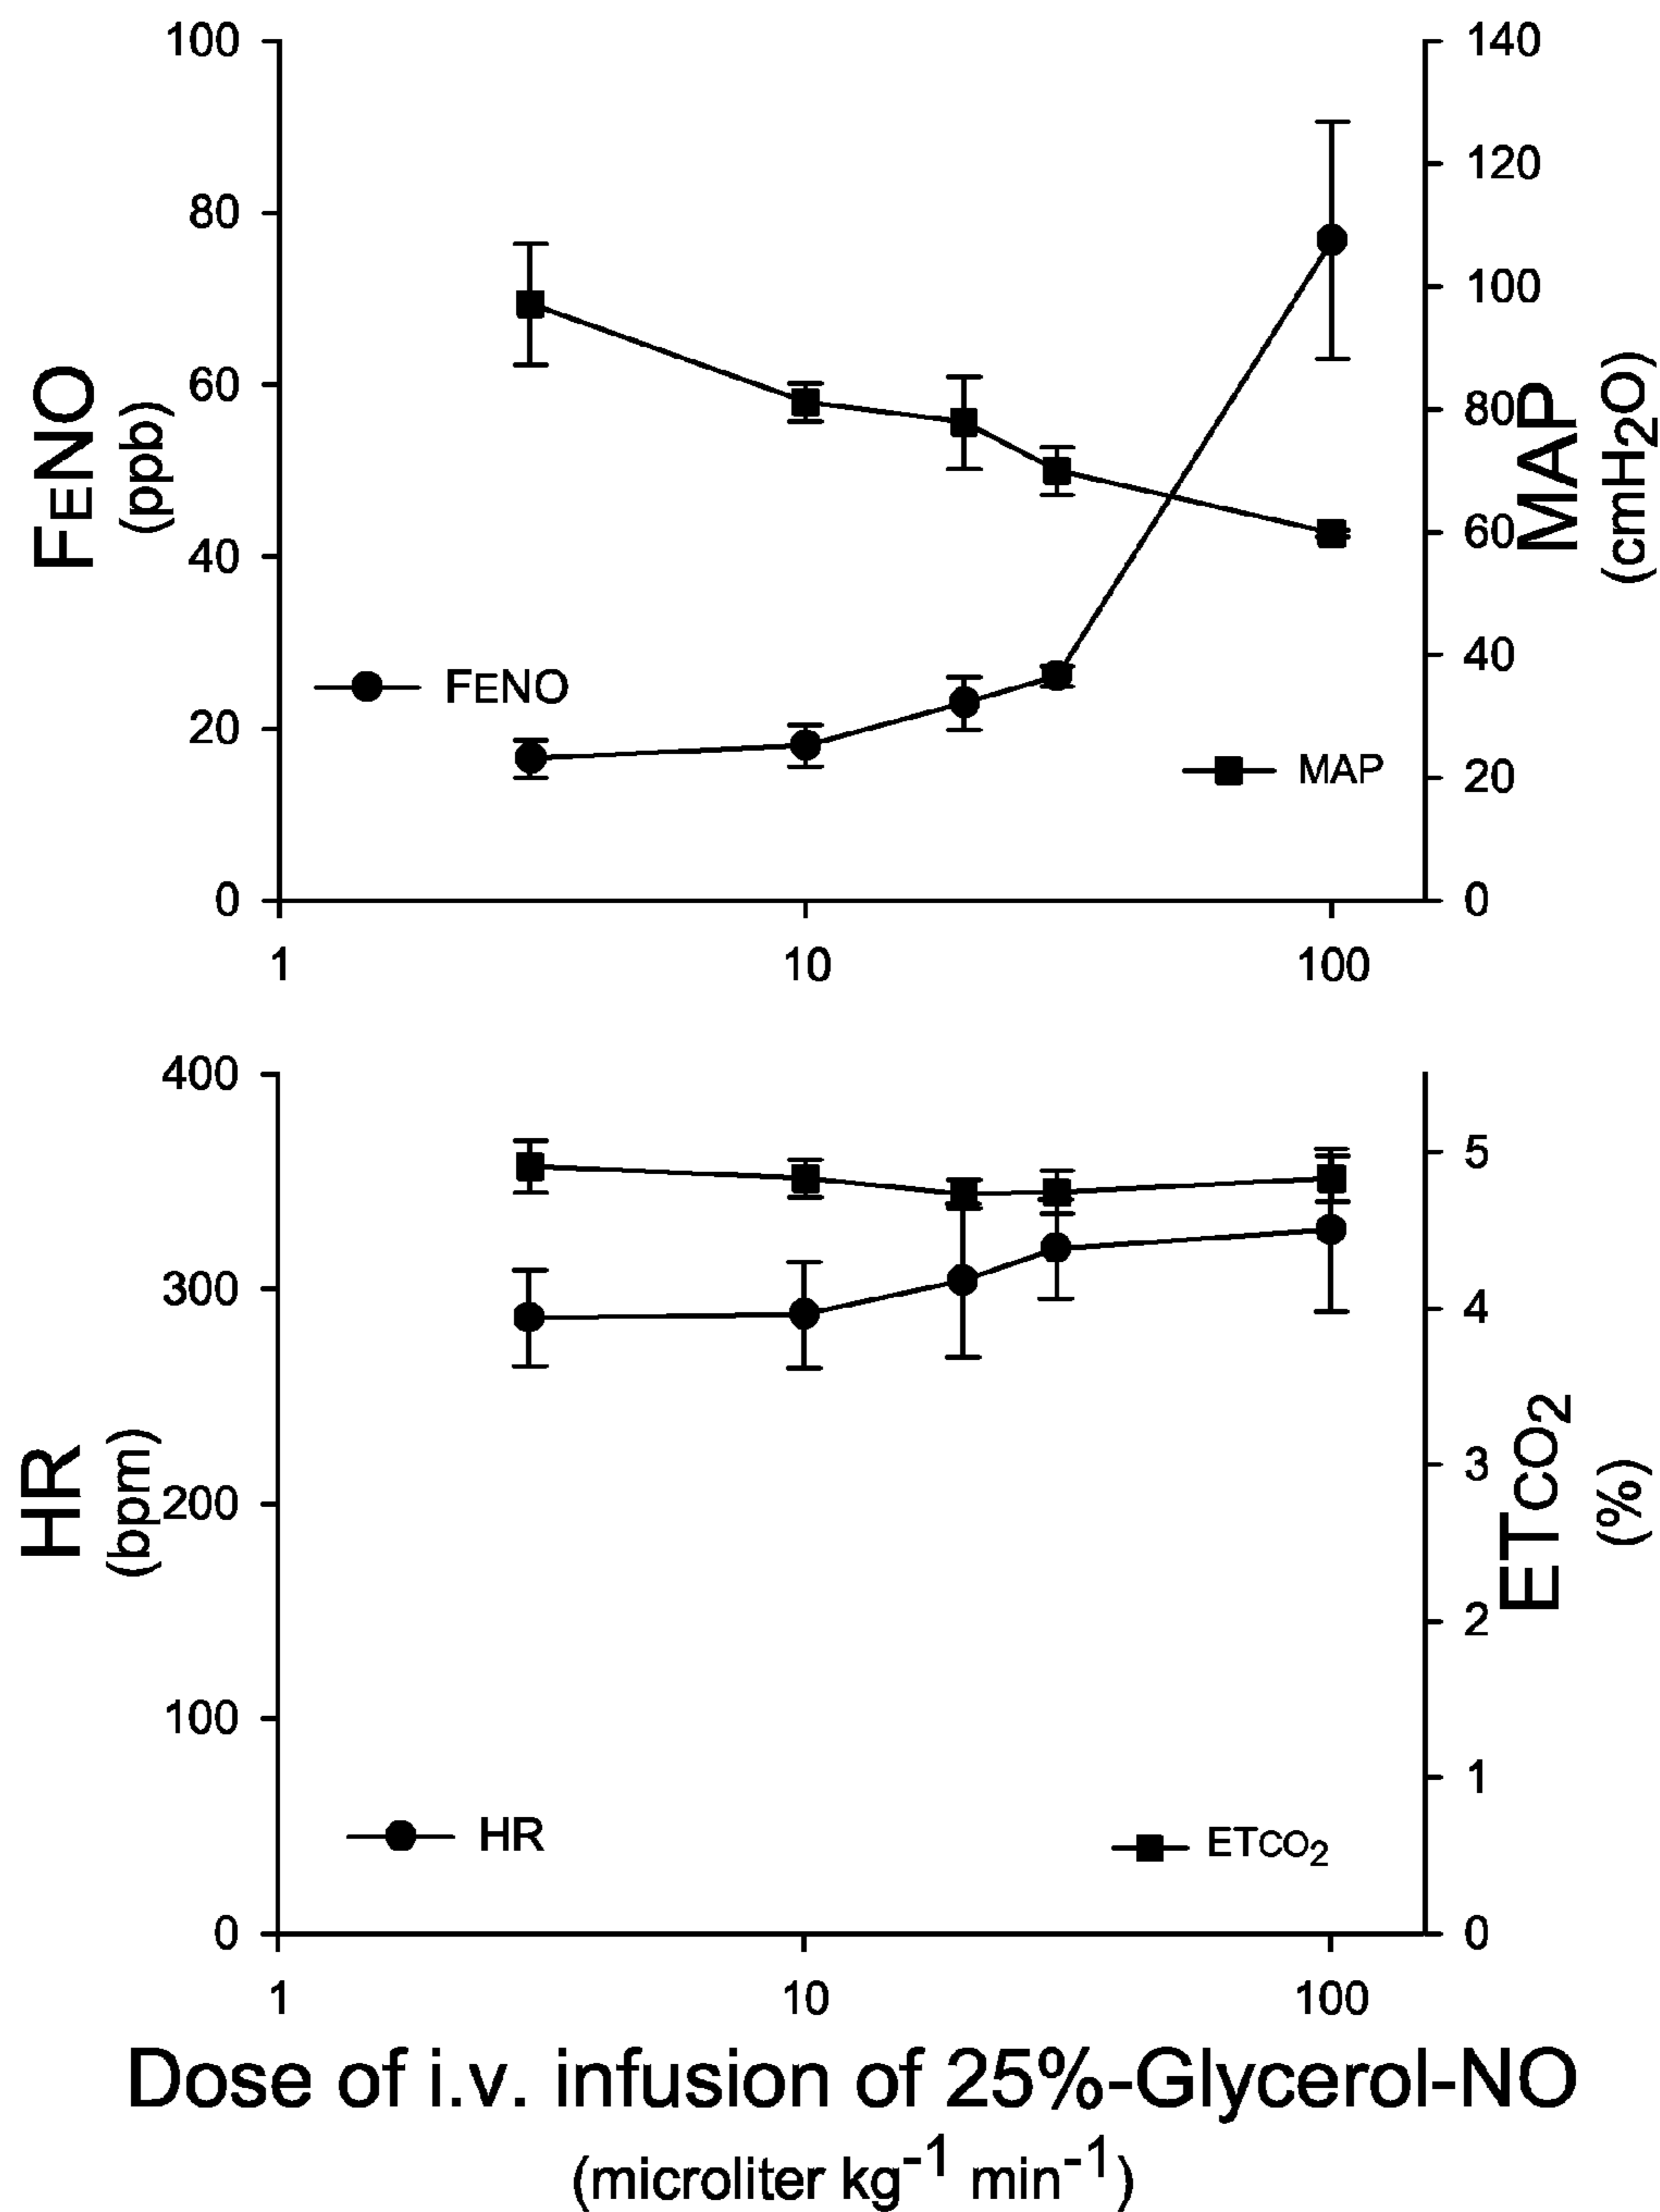 100
80
60
40
20
0
FENO
(ppb)
140
120
100
80
60
40
20
0
MAP
(cmH2O)
FENO
MAP
1 10 100
400
300
200
100
0
HR
(bpm)
5
4
3
2
1
0
ETCO2
(%)
HR
ETCO2
1 10 100
Dose of i.v. infusion of 25%-Glycerol-NO
(microliter kg-1 min-1)